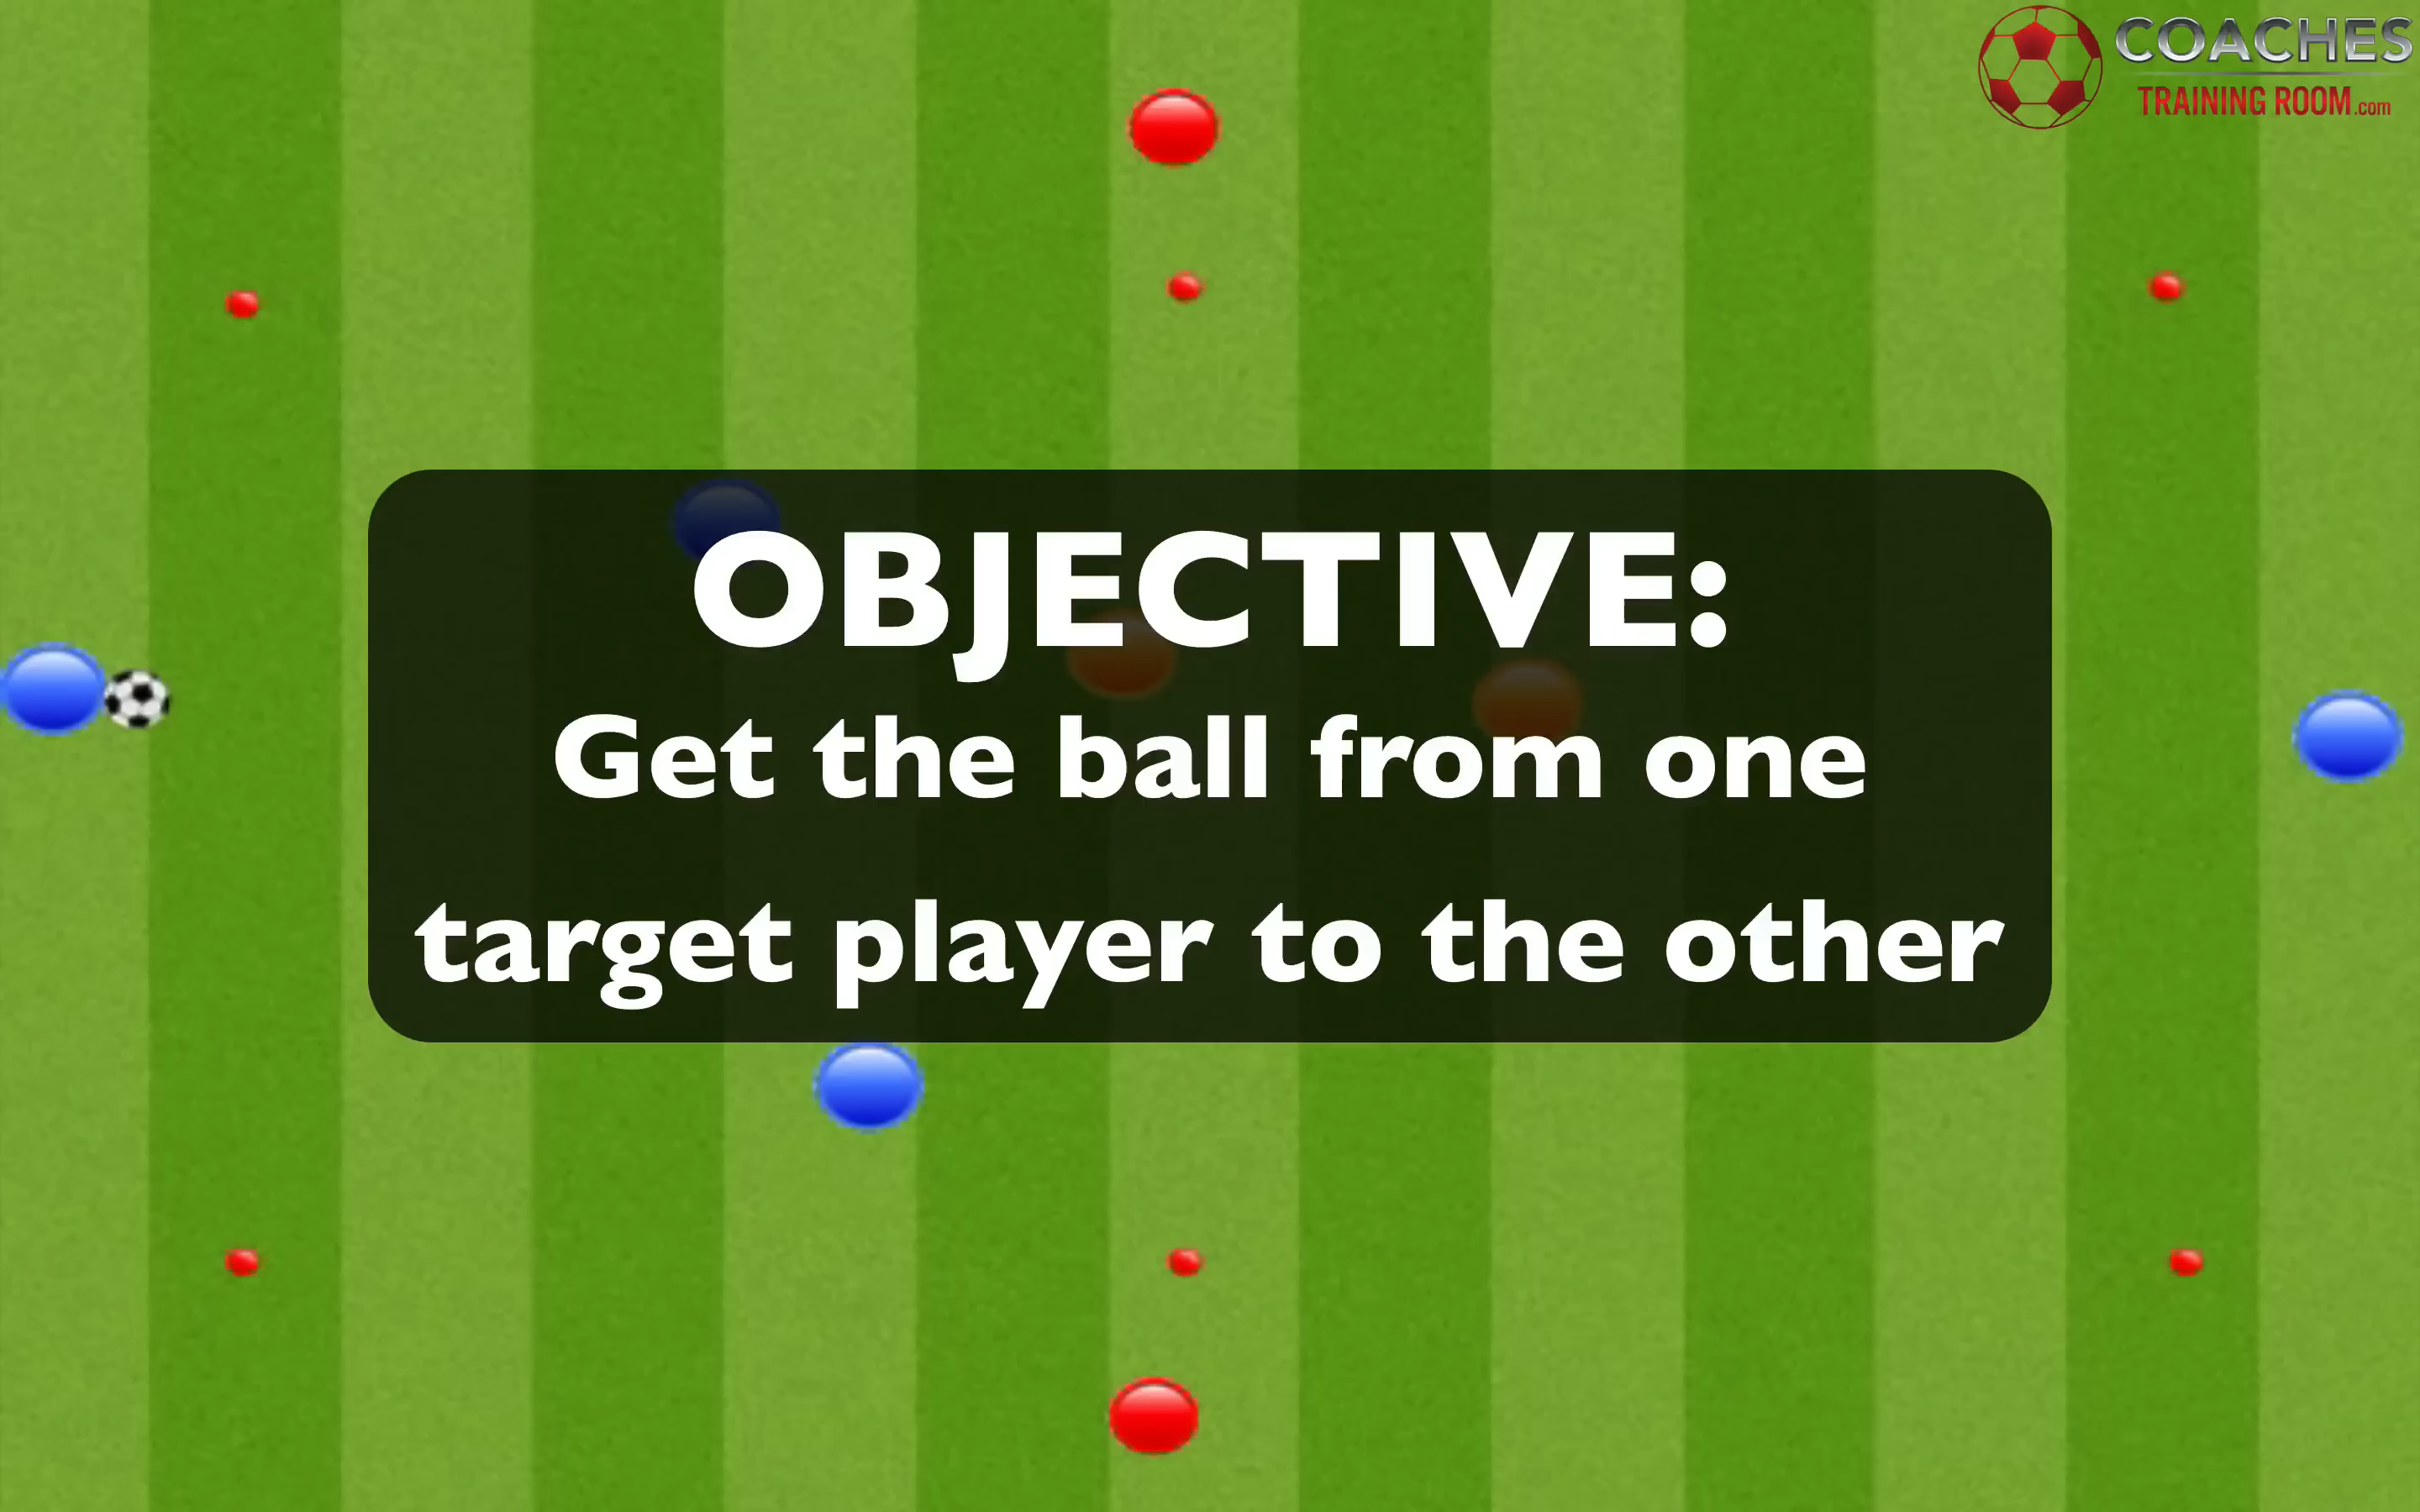 COACHES
TRAINING ROOM.com
OBJECTIVE:
Get the ball from one
target player to the other